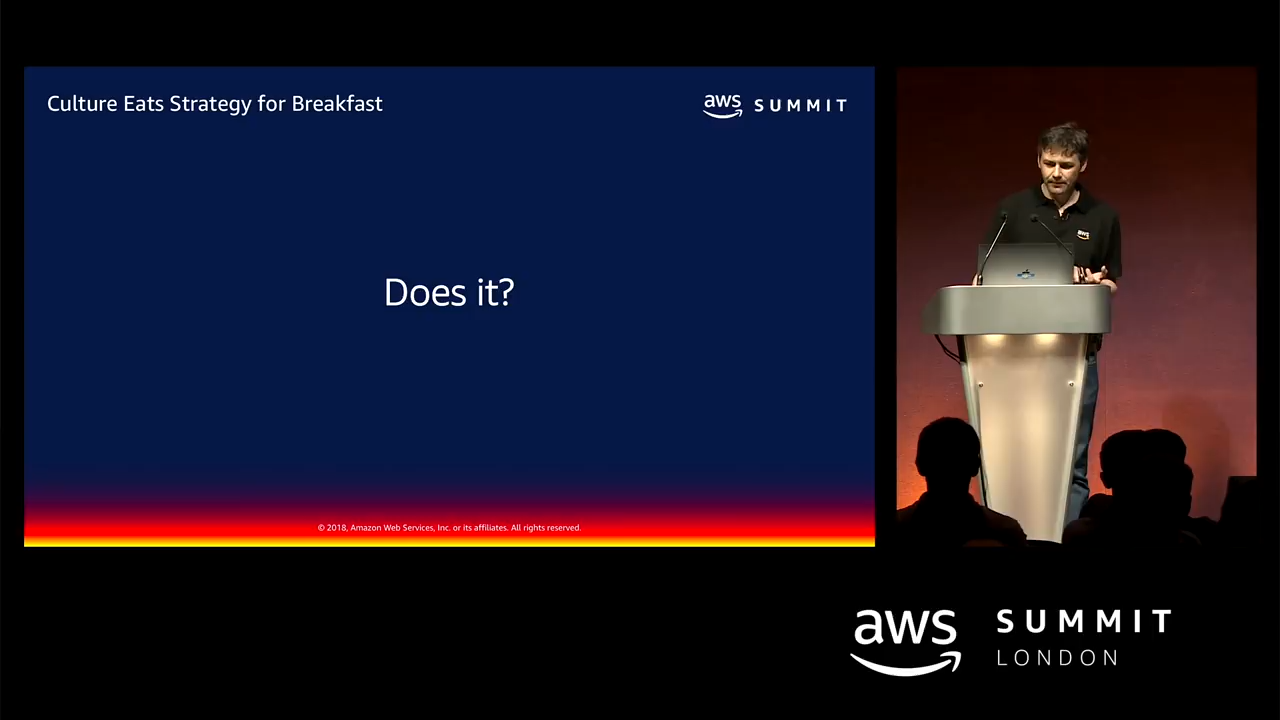 Culture Eats Strategy for Breakfast
aws SUMMIT
Does it?
© 2018, Amazon Web Services, Inc. or its affiliates. All rights reserved.
aws
aws SUMMIT
LONDON